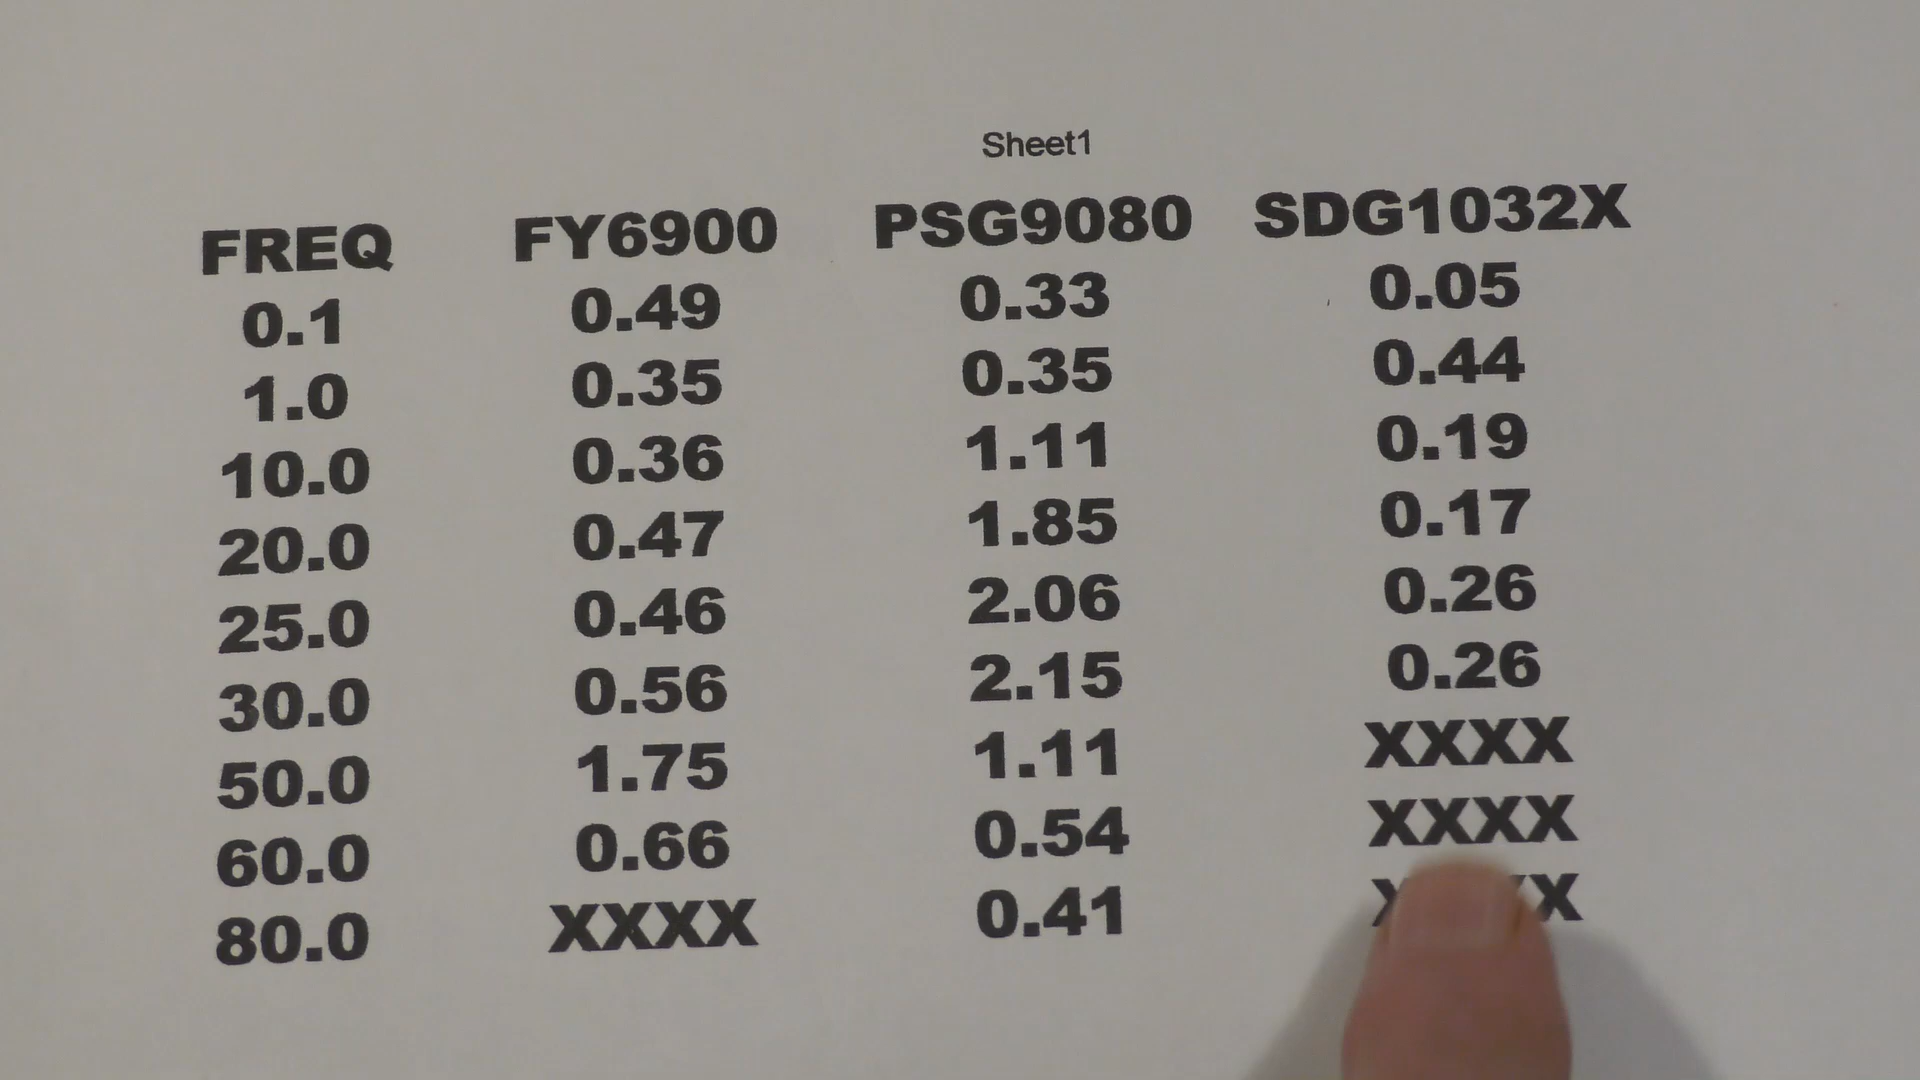 Sheet1
FREQ FY6900 PSG9080 SDG1032X
0.1 0.49 0.33 0.05
1.0 0.35 0.35 0.44
10.0 0.36 1.11 0.19
20.0 0.47 1.85 0.17
25.0 0.46 2.06 0.26
30.0 0.56 2.15 0.26
50.0 1.75 1.11 XXXX
60.0 0.66 0.54 XXXX
80.0 XXXX 0.41